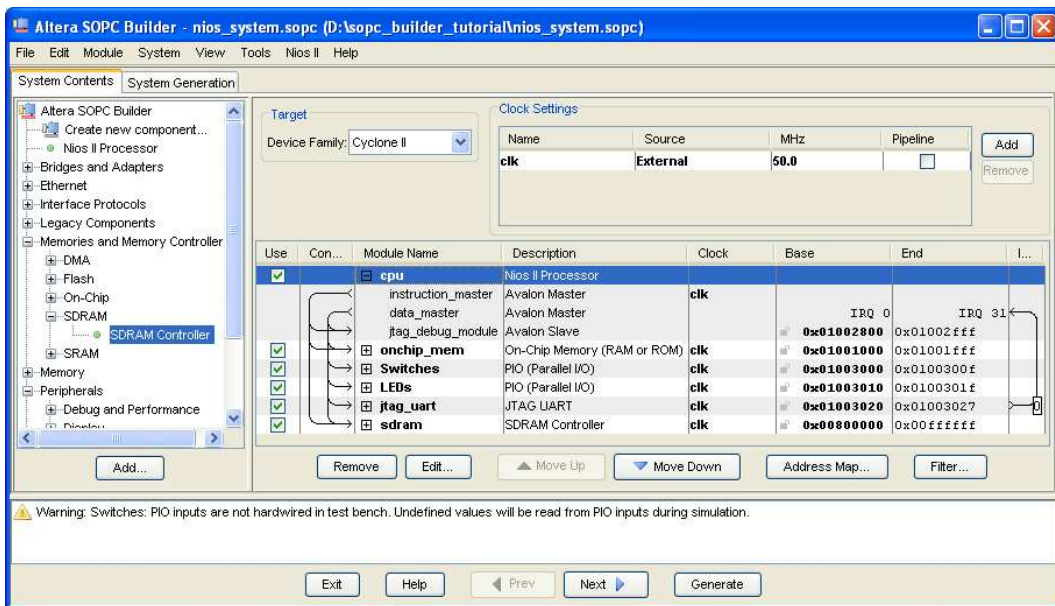 Altera SOPC Builder - nios_system.sopc (D:\sopc_builder_tutorial\nios_system.sopc)
File Edit Module System View Tools Nios II Help
System Contents System Generation
Altera SOPC Builder
Create new component...
Nios II Processor
Bridges and Adapters
Ethernet
Interface Protocols
Legacy Components
Memories and Memory Controller
DMA
Flash
On-Chip
SDRAM
SDRAM Controller
SRAM
Memory
Peripherals
Debug and Performance
Display
Add...
Target
Device Family: Cyclone II
Clock Settings
Name Source MHz Pipeline
clk External 50.0
Add
Remove
Use Con... Module Name Description Clock Base End I...
cpu Nios II Processor
instruction_master Avalon Master clk
data_master Avalon Master IRQ 0 IRQ 31
jtag_debug_module Avalon Slave 0x01002800 0x01002fff
onchip_mem On-Chip Memory (RAM or ROM) clk 0x01001000 0x01001fff
Switches PIO (Parallel I/O) clk 0x01003000 0x0100300f
LEDs PIO (Parallel I/O) clk 0x01003010 0x0100301f
jtag_uart JTAG UART clk 0x01003020 0x01003027 0
sdram SDRAM Controller clk 0x00800000 0x00ffffff
Remove Edit... Move Up Move Down Address Map... Filter...
Warning: Switches: PIO inputs are not hardwired in test bench. Undefined values will be read from PIO inputs during simulation.
Exit Help Prev Next Generate